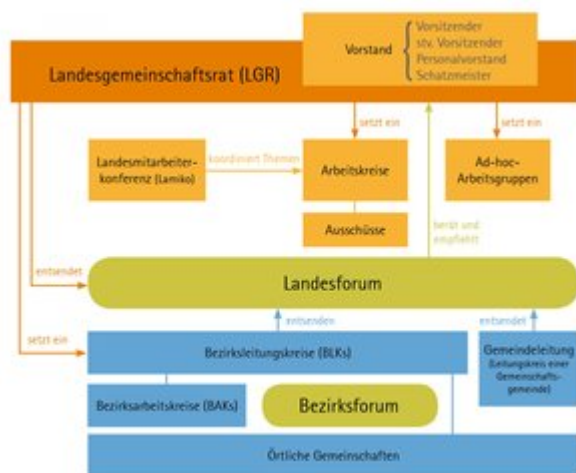 Landesgemeinschaftsrat (LGR)
Vorstand
Vorsitzender
stv. Vorsitzender
Personalvorstand
Schatzmeister
setzt ein
setzt ein
Landesmitarbeiter-
konferenz (Lamiko)
koordiniert Themen
Arbeitskreise
Ad-hoc-
Arbeitsgruppen
Ausschüsse
berät und
empfiehlt
entsendet
Landesforum
entsenden
entsendet
setzt ein
Bezirksleitungskreise (BLKs)
Gemeindeleitung
(Leitungskreis einer
Gemeinschafts-
gemeinde)
Bezirksarbeitskreise (BAKs)
Bezirksforum
Örtliche Gemeinschaften